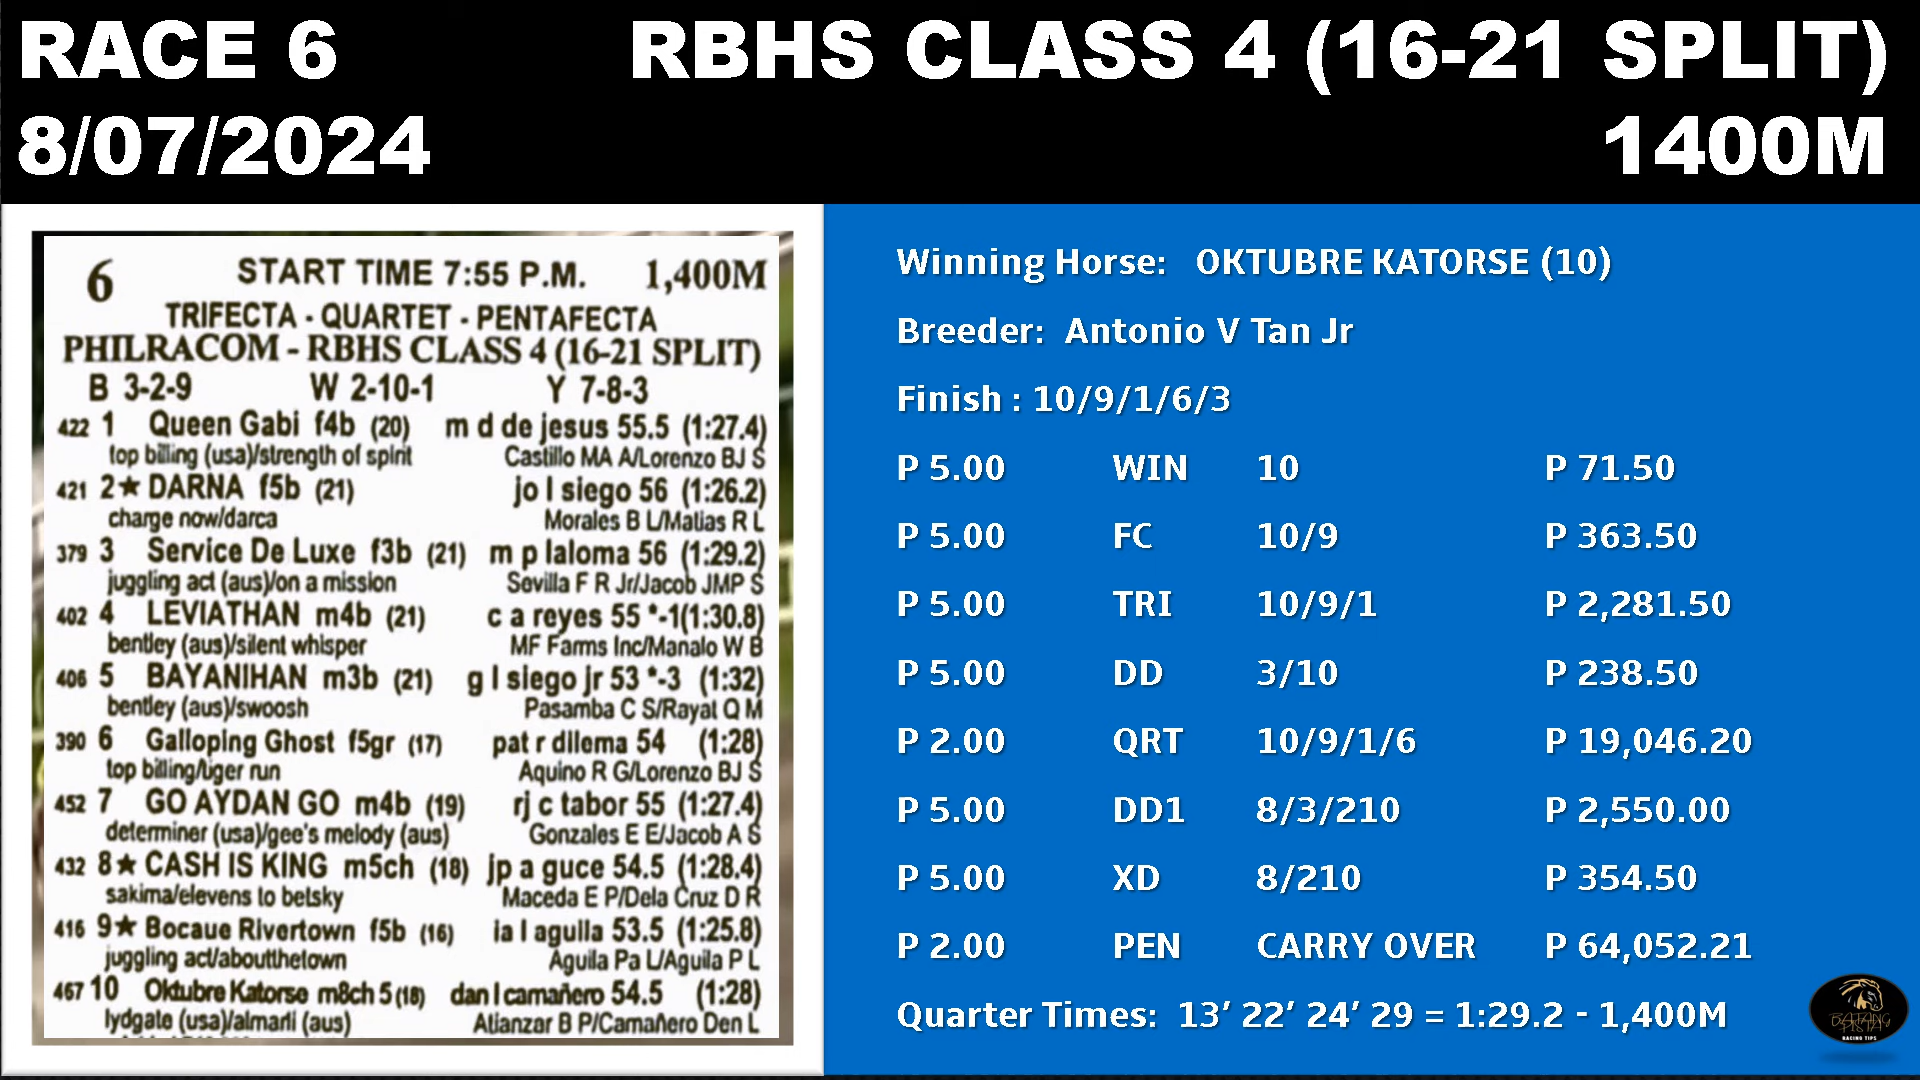 RACE 6 RBHS CLASS 4 (16-21 SPLIT)
8/07/2024 1400M
6 START TIME 7:55 P.M. 1,400M
TRIFECTA - QUARTET - PENTAFECTA
PHILRACOM - RBHS CLASS 4 (16-21 SPLIT)
B 3-2-9 W 2-10-1 Y 7-8-3
422 1 Queen Gabi f4b (20) m d de jesus 55.5 (1:27.4)
top billing (usa)/strength of spirit Castillo MA A/Lorenzo BJ S
421 2★ DARNA f5b (21) jo l siego 56 (1:26.2)
charge now/darca Morales B L/Matias R L
379 3 Service De Luxe f3b (21) m p laloma 56 (1:29.2)
juggling act (aus)/on a mission Sevilla F R Jr/Jacob JMP S
402 4 LEVIATHAN m4b (21) c a reyes 55 *-1(1:30.8)
bentley (aus)/silent whisper MF Farms Inc/Manalo W B
406 5 BAYANIHAN m3b (21) g l siego jr 53 *-3 (1:32)
bentley (aus)/swoosh Pasamba C S/Rayat Q M
390 6 Galloping Ghost f5gr (17) pat r dilema 54 (1:28)
top billing/tiger run Aquino R G/Lorenzo BJ S
452 7 GO AYDAN GO m4b (19) rj c tabor 55 (1:27.4)
determiner (usa)/gee's melody (aus) Gonzales E E/Jacob A S
432 8★ CASH IS KING m5ch (18) jp a guce 54.5 (1:28.4)
sakima/elevens to betsky Maceda E P/Dela Cruz D R
416 9★ Bocaue Rivertown f5b (16) ia l aguila 53.5 (1:25.8)
juggling act/aboutthetown Aguila Pa L/Aguila P L
467 10 Oktubre Katorse m8ch 5 (18) dan l camañero 54.5 (1:28)
lydgate (usa)/almarli (aus) Atianzar B P/Camañero Den L
Winning Horse: OKTUBRE KATORSE (10)
Breeder: Antonio V Tan Jr
Finish : 10/9/1/6/3
P 5.00 WIN 10 P 71.50
P 5.00 FC 10/9 P 363.50
P 5.00 TRI 10/9/1 P 2,281.50
P 5.00 DD 3/10 P 238.50
P 2.00 QRT 10/9/1/6 P 19,046.20
P 5.00 DD1 8/3/210 P 2,550.00
P 5.00 XD 8/210 P 354.50
P 2.00 PEN CARRY OVER P 64,052.21
Quarter Times: 13’ 22’ 24’ 29 = 1:29.2 - 1,400M
BATANG
PISTA
RACING TIPS